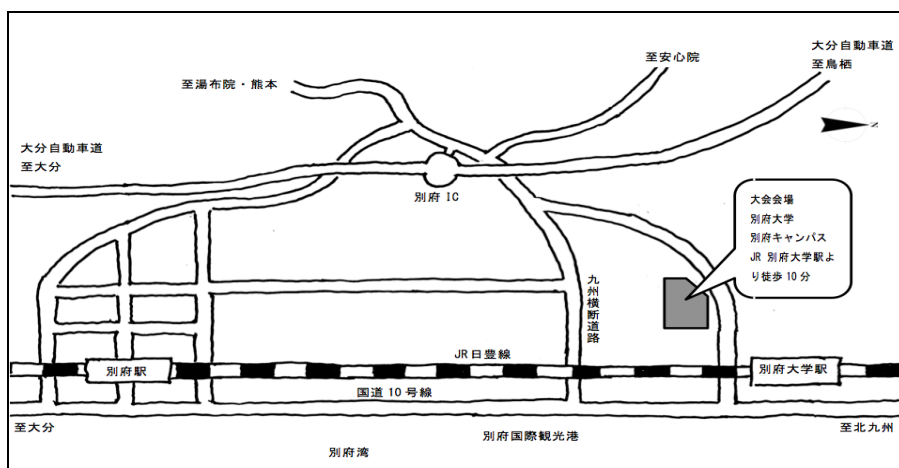 大分自動車道
至鳥栖
至安心院
至湯布院・熊本
大分自動車道
至大分
別府 IC
大会会場
別府大学
別府キャンパス
JR 別府大学駅よ
り徒歩 10 分
九州横断道路
JR日豊線
別府駅
別府大学駅
国道 10 号線
至大分
別府国際観光港
至北九州
別府湾